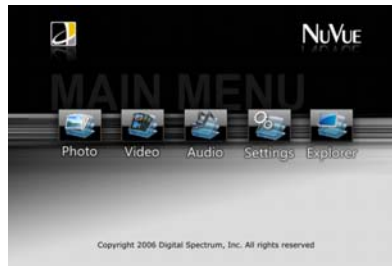 NUVUE
MAIN MENU
Photo Video Audio Settings Explorer
Copyright 2006 Digital Spectrum, Inc. All rights reserved